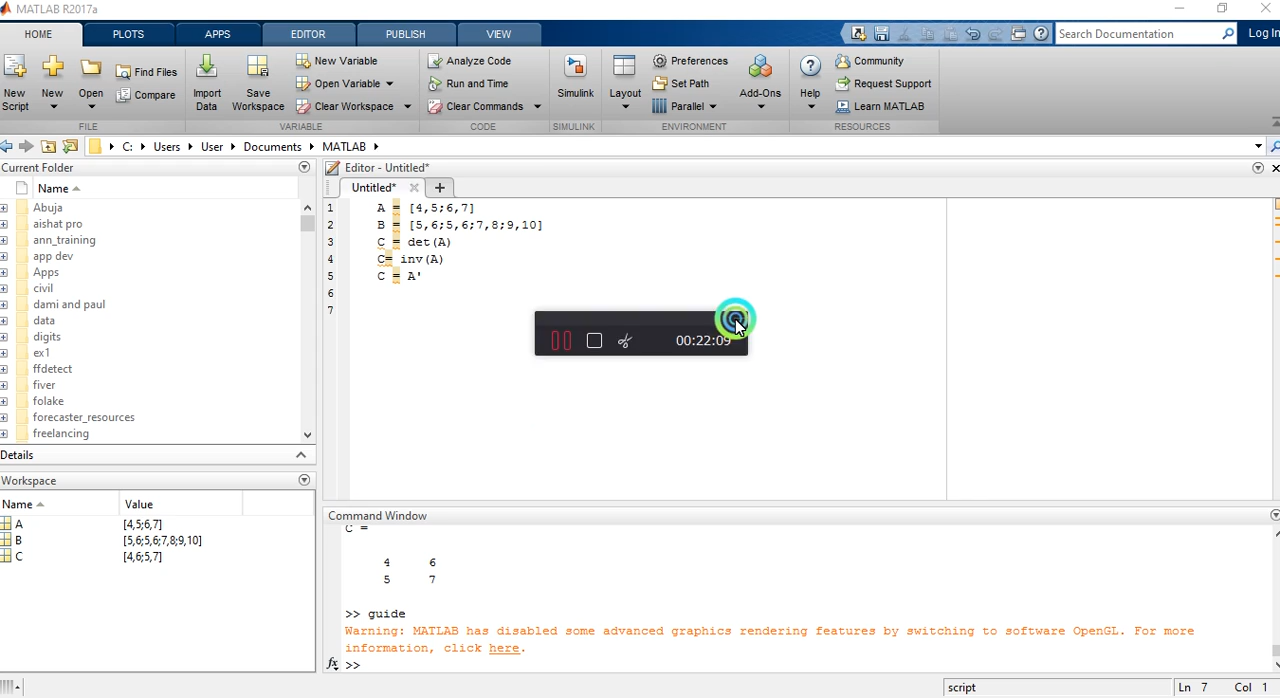 MATLAB R2017a
HOME PLOTS APPS EDITOR PUBLISH VIEW Search Documentation Log In
New Script New Open Find Files Compare Import Data Save Workspace New Variable Open Variable Clear Workspace Analyze Code Run and Time Clear Commands Simulink Layout Preferences Set Path Parallel Add-Ons Help Community Request Support Learn MATLAB
FILE VARIABLE CODE SIMULINK ENVIRONMENT RESOURCES
C: Users User Documents MATLAB
Current Folder
Name
Abuja
aishat pro
ann_training
app dev
Apps
civil
dami and paul
data
digits
ex1
ffdetect
fiver
folake
forecaster_resources
freelancing
Details
Workspace
Name Value
A [4,5;6,7]
B [5,6;5,6;7,8;9,10]
C [4,6;5,7]
Editor - Untitled*
Untitled*
1 A = [4,5;6,7]
2 B = [5,6;5,6;7,8;9,10]
3 C = det(A)
4 C= inv(A)
5 C = A'
6
7
00:22:09
Command Window
C =
4 6
5 7
>> guide
Warning: MATLAB has disabled some advanced graphics rendering features by switching to software OpenGL. For more
information, click here.
fx >>
script Ln 7 Col 1